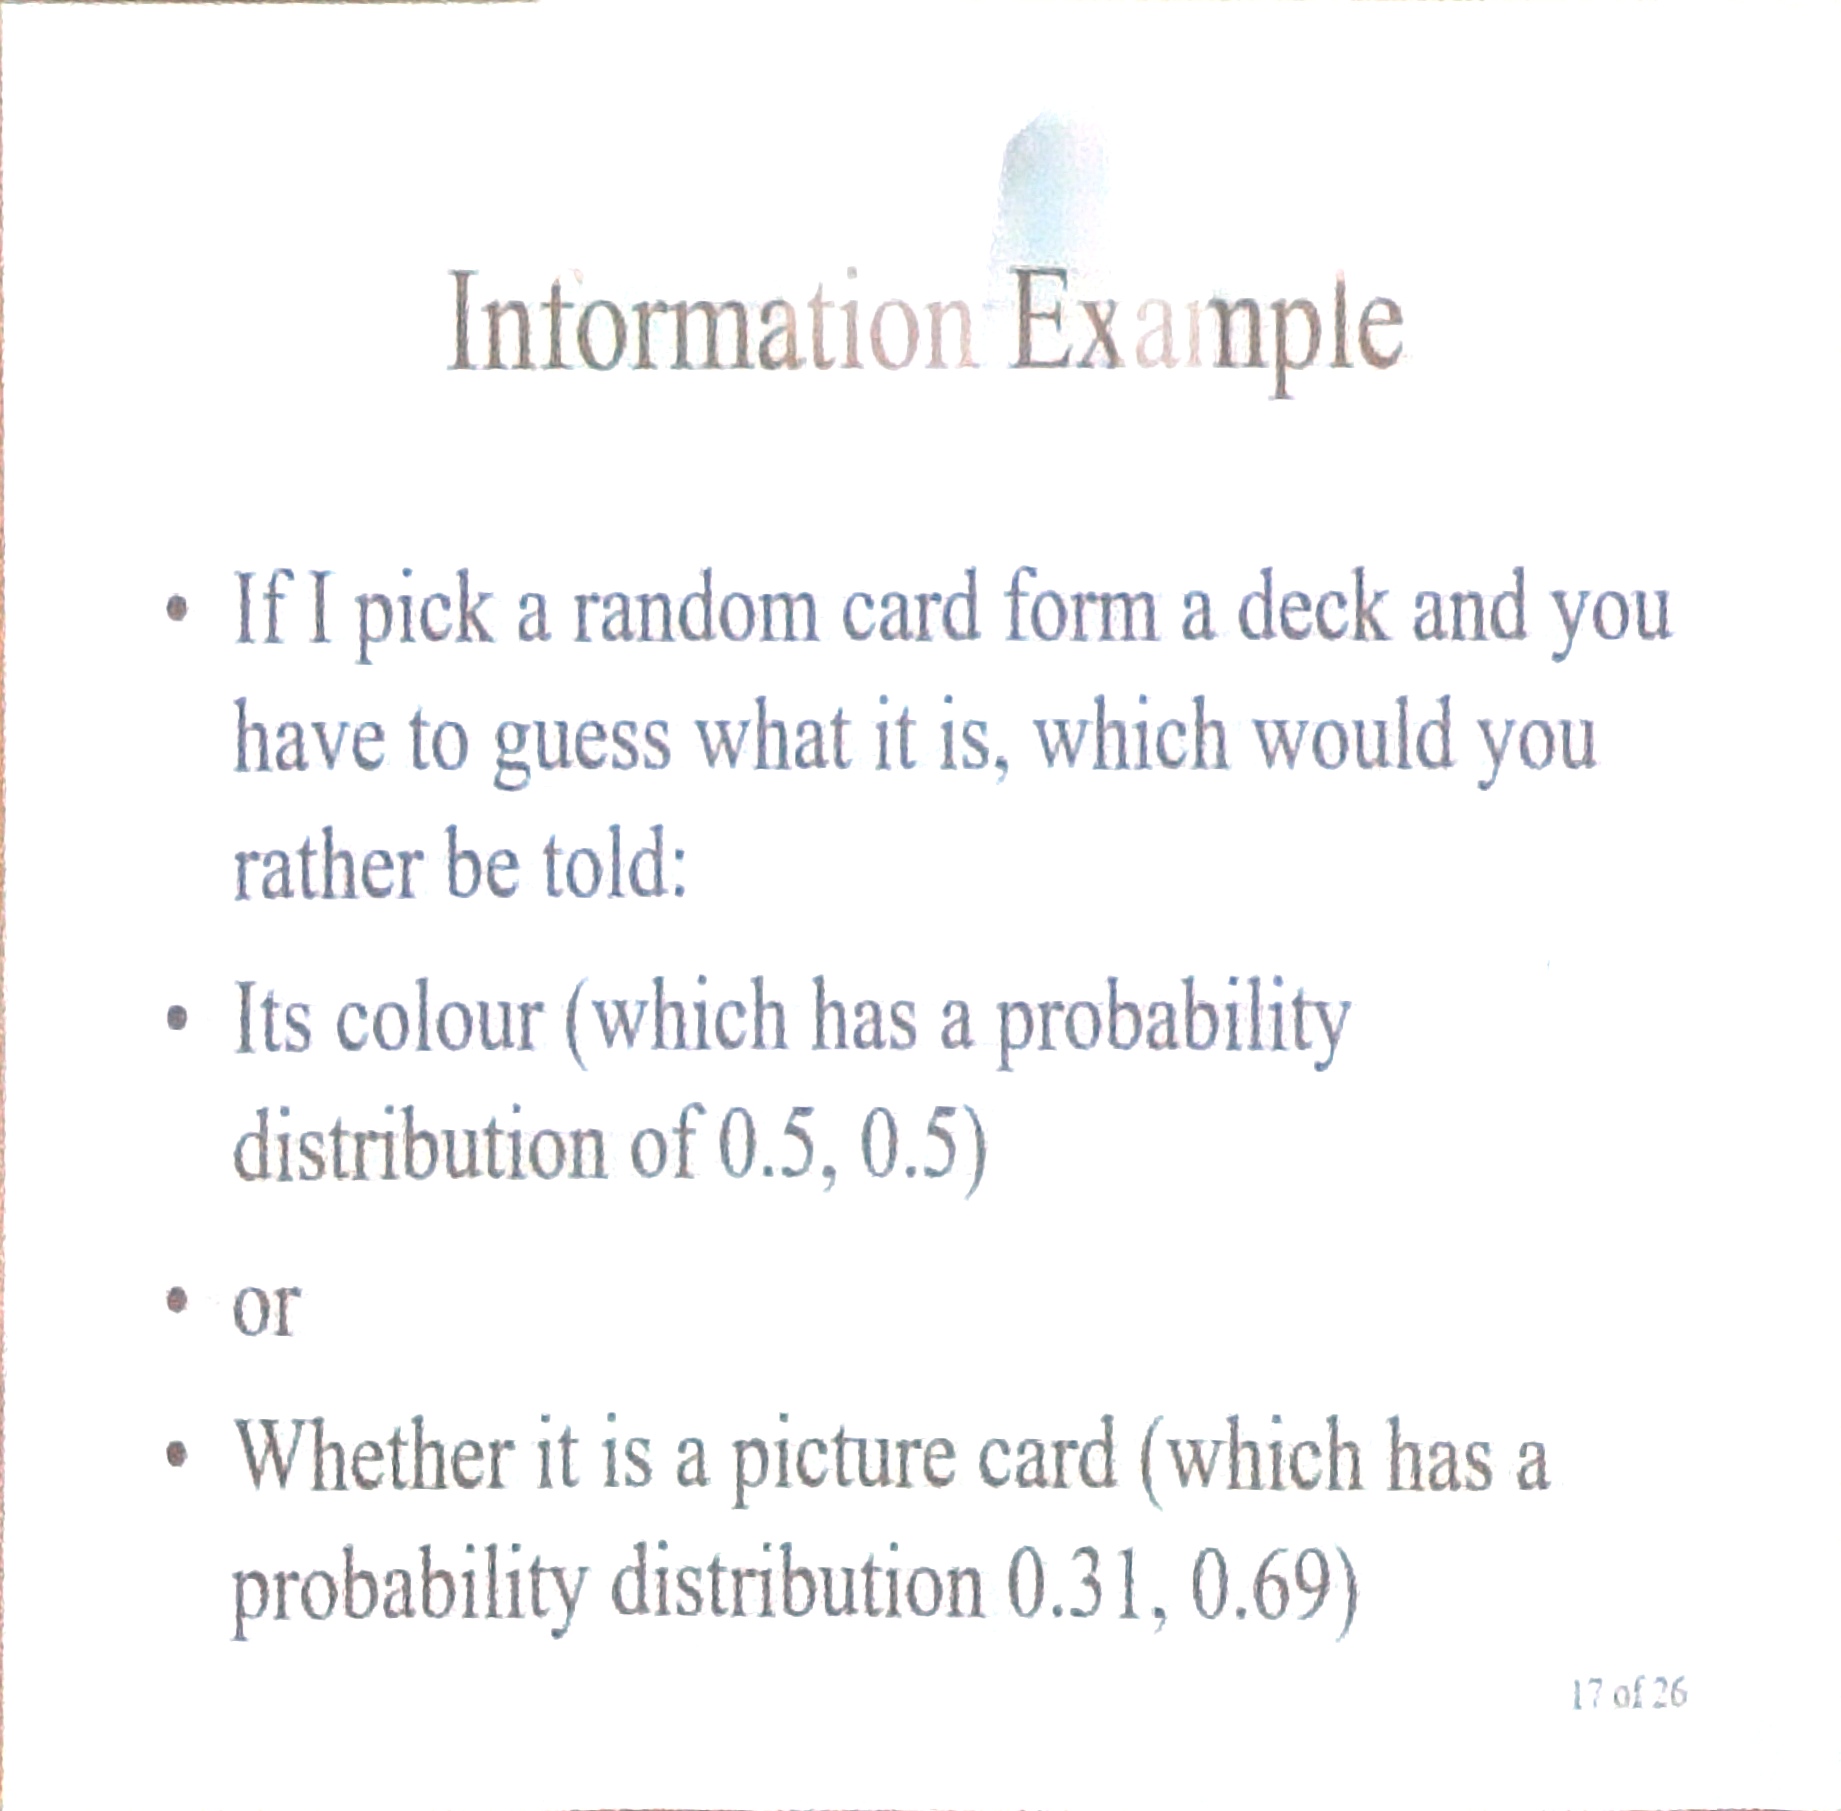 Information Example
• If I pick a random card form a deck and you
have to guess what it is, which would you
rather be told:
• Its colour (which has a probability
distribution of 0.5, 0.5)
• or
• Whether it is a picture card (which has a
probability distribution 0.31, 0.69)
17 of 26